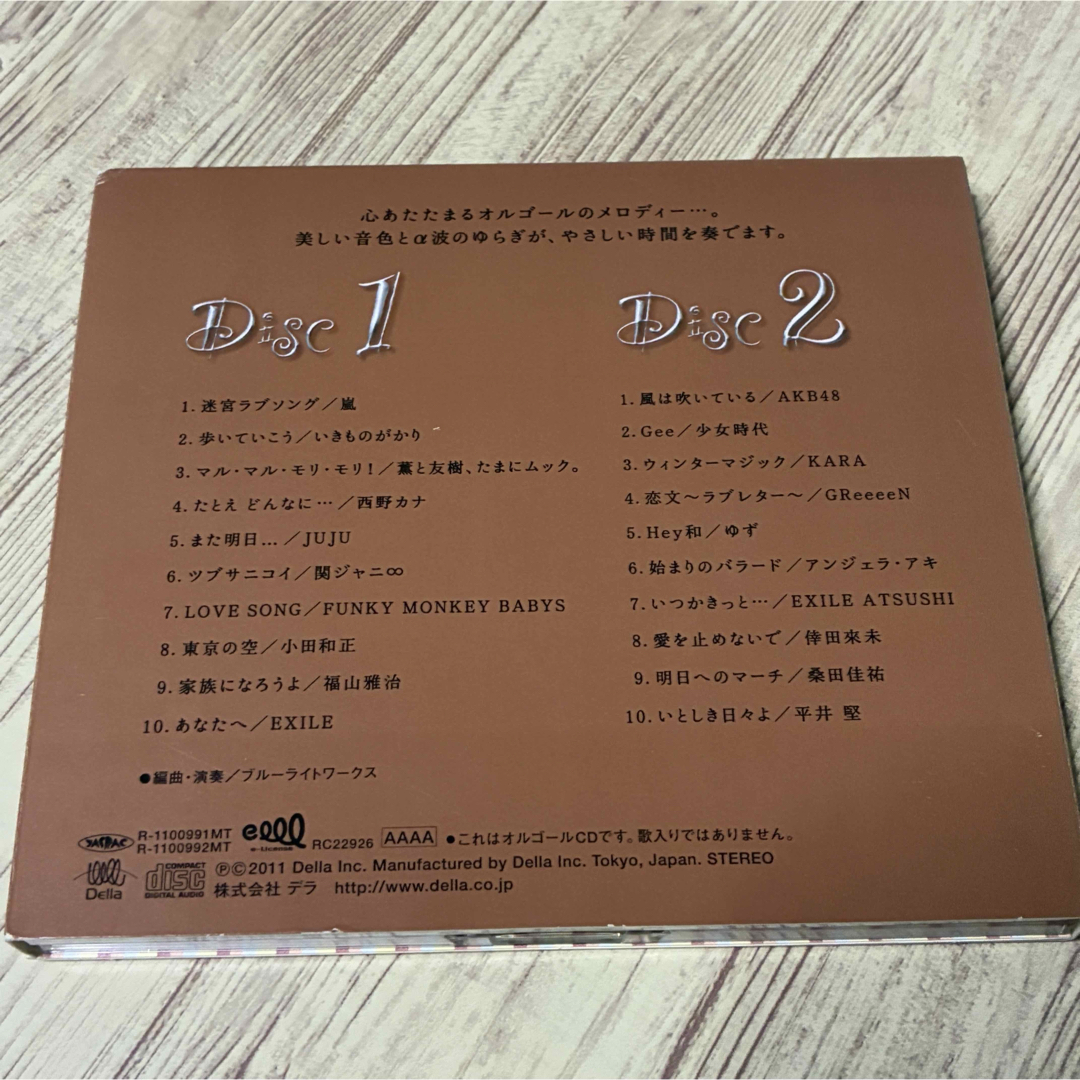 心あたたまるオルゴールのメロディー…。
美しい音色とα波のゆらぎが、やさしい時間を奏でます。
Disc 1
1. 迷宮ラブソング／嵐
2. 歩いていこう／いきものがかり
3. マル・マル・モリ・モリ！／薫と友樹、たまにムック。
4. たとえ どんなに…／西野カナ
5. また明日…／JUJU
6. ツブサニコイ／関ジャニ∞
7. LOVE SONG／FUNKY MONKEY BABYS
8. 東京の空／小田和正
9. 家族になろうよ／福山雅治
10. あなたへ／EXILE
Disc 2
1. 風は吹いている／AKB48
2. Gee／少女時代
3. ウィンターマジック／KARA
4. 恋文〜ラブレター〜／GReeeeN
5. Hey和／ゆず
6. 始まりのバラード／アンジェラ・アキ
7. いつかきっと…／EXILE ATSUSHI
8. 愛を止めないで／倖田來未
9. 明日へのマーチ／桑田佳祐
10. いとしき日々よ／平井 堅
●編曲・演奏／ブルーライトワークス
JASRAC
R-1100991MT
R-1100992MT
e-License
RC22926
AAAA
●これはオルゴールCDです。歌入りではありません。
Della
COMPACT
disc
DIGITAL AUDIO
℗©2011 Della Inc. Manufactured by Della Inc. Tokyo, Japan. STEREO
株式会社 デラ http://www.della.co.jp